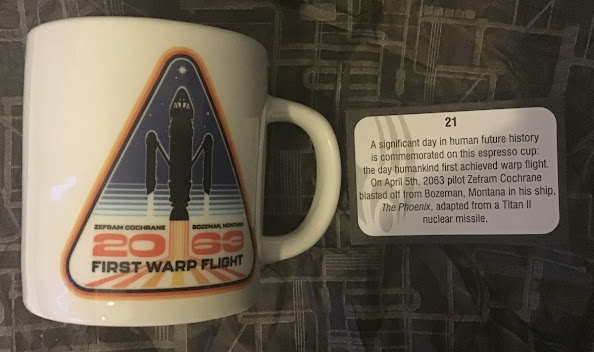 ZEFRAM COCHRANE BOZEMAN, MONTANA
20 63
FIRST WARP FLIGHT
21
A significant day in human future history
is commemorated on this espresso cup:
the day humankind first achieved warp flight.
On April 5th, 2063 pilot Zefram Cochrane
blasted off from Bozeman, Montana in his ship,
The Phoenix, adapted from a Titan II
nuclear missile.